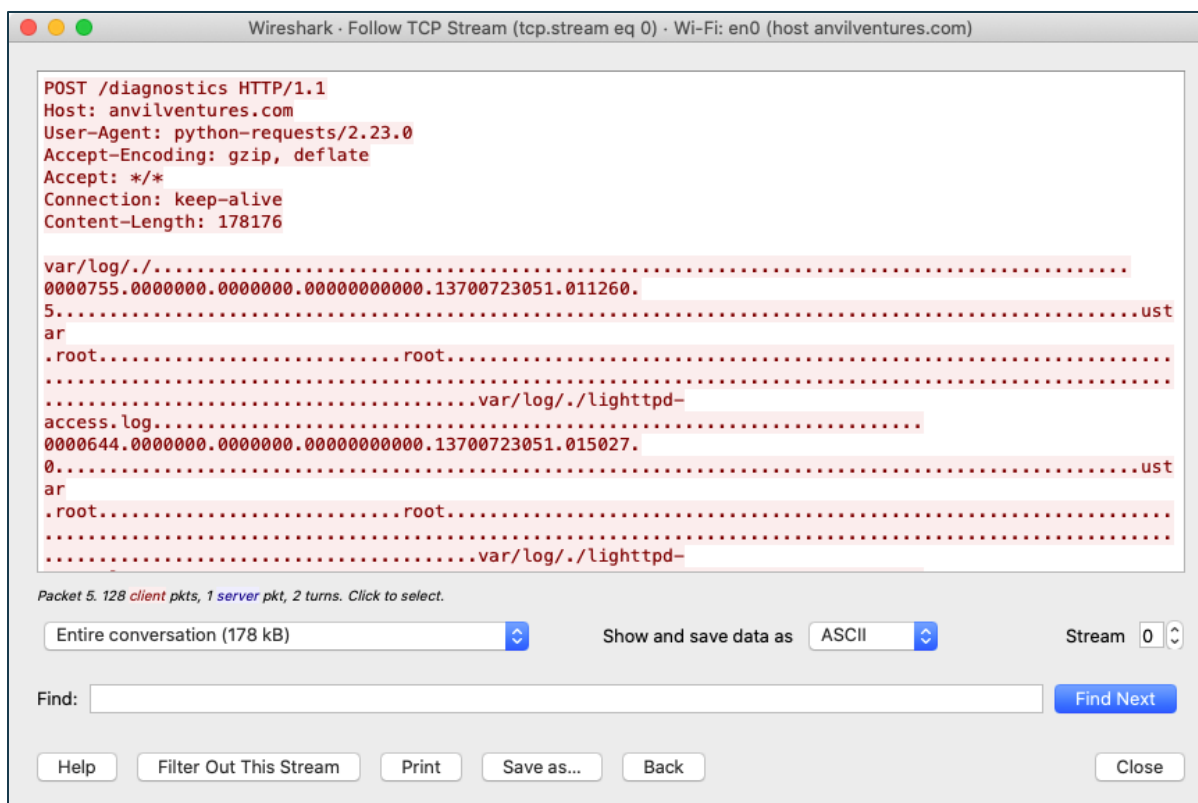 Wireshark · Follow TCP Stream (tcp.stream eq 0) · Wi-Fi: en0 (host anvilventures.com)
POST /diagnostics HTTP/1.1
Host: anvilventures.com
User-Agent: python-requests/2.23.0
Accept-Encoding: gzip, deflate
Accept: */*
Connection: keep-alive
Content-Length: 178176
var/log/./..........................................................................................
0000755.0000000.0000000.00000000000.13700723051.011260.
5....................................................................................................ust
ar
.root............................root...................................................................
........................................................................................................
........................................var/log/./lighttpd-
access.log.......................................................................
0000644.0000000.0000000.00000000000.13700723051.015027.
0....................................................................................................ust
ar
.root............................root...................................................................
........................................................................................................
........................................var/log/./lighttpd-
Packet 5. 128 client pkts, 1 server pkt, 2 turns. Click to select.
Entire conversation (178 kB) Show and save data as ASCII Stream 0
Find: Find Next
Help Filter Out This Stream Print Save as... Back Close